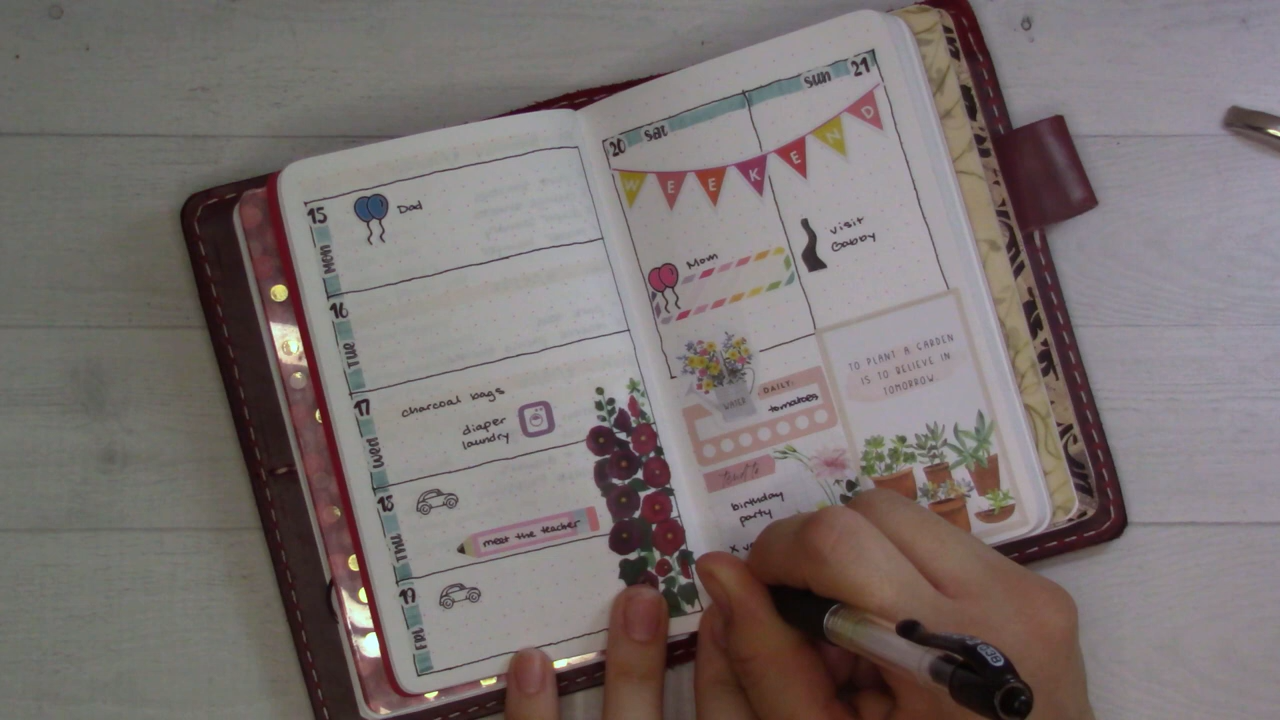 15
Mon
Dad
16
Tue
17
Wed
charcoal bags
diaper
laundry
18
Thu
meet the teacher
19
FRI
20 sat
sun 21
WEEKEND
Mom
visit
Gabby
WATER
DAILY:
tomatoes
birthday
party
x
TO PLANT A GARDEN
IS TO BELIEVE IN
TOMORROW.